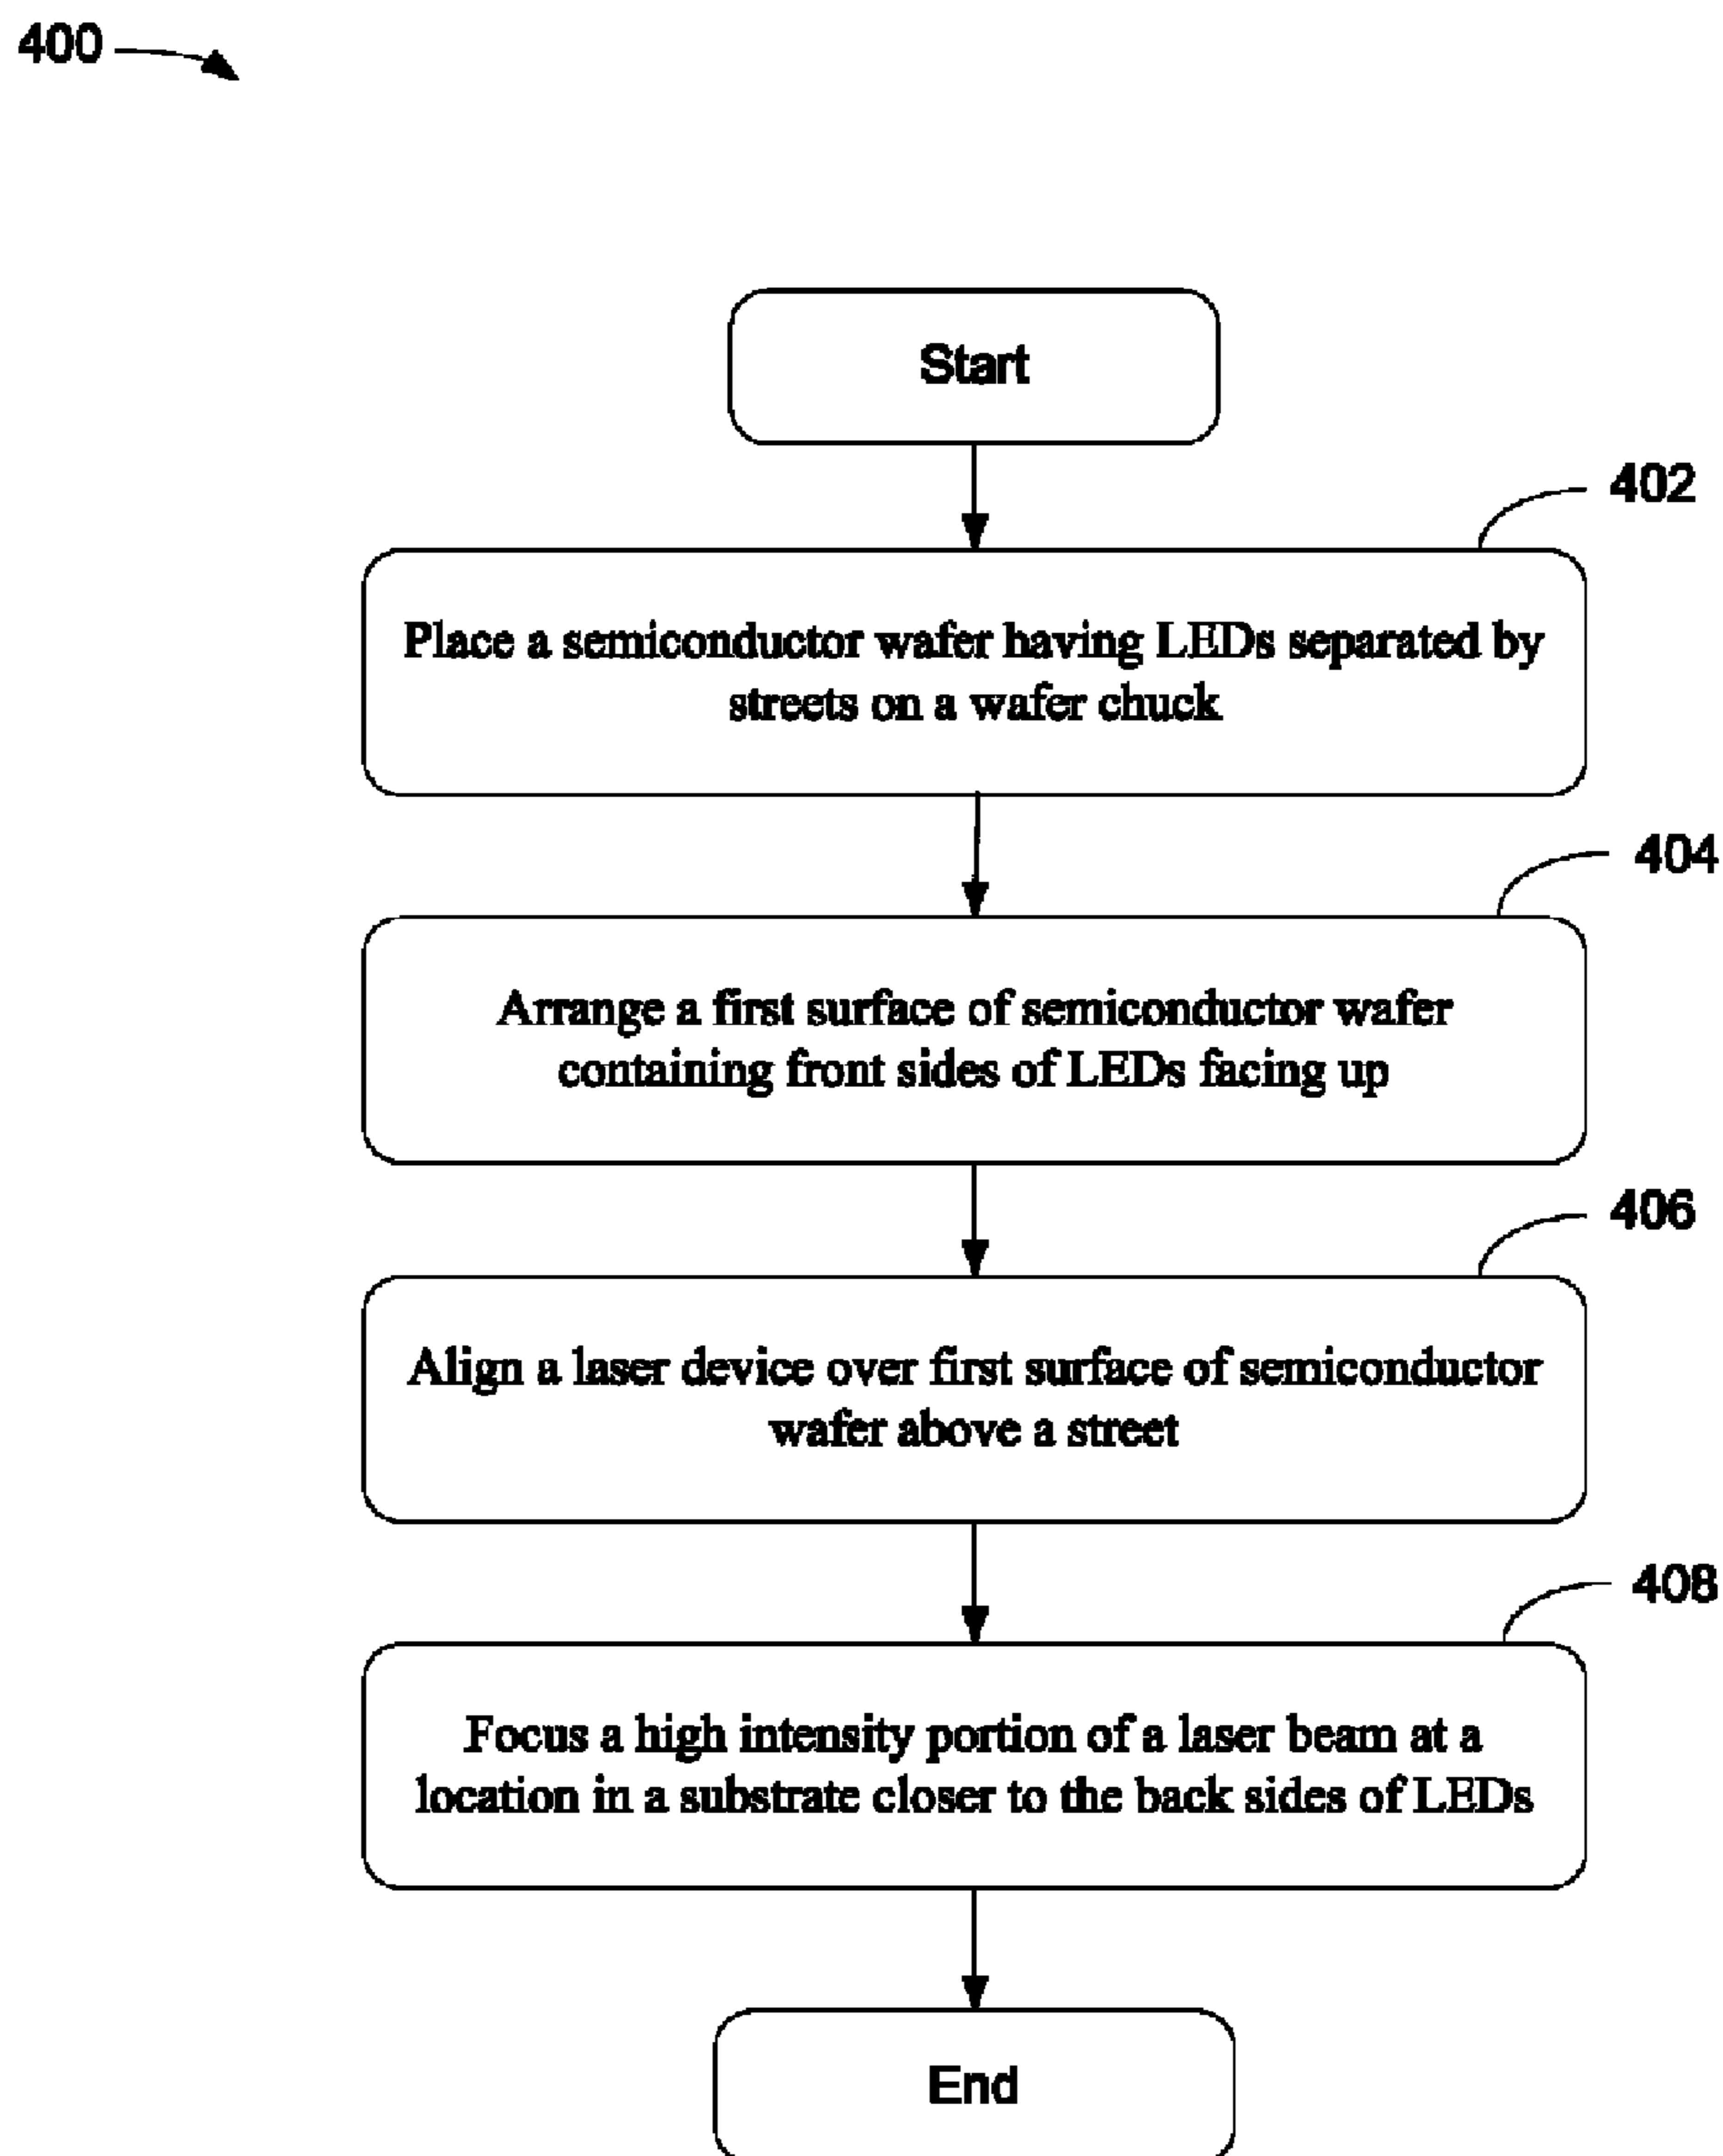 400
Start
402
Place a semiconductor wafer having LEDs separated by
streets on a wafer chuck
404
Arrange a first surface of semiconductor wafer
containing front sides of LEDs facing up
406
Align a laser device over first surface of semiconductor
wafer above a street
408
Focus a high intensity portion of a laser beam at a
location in a substrate closer to the back sides of LEDs
End